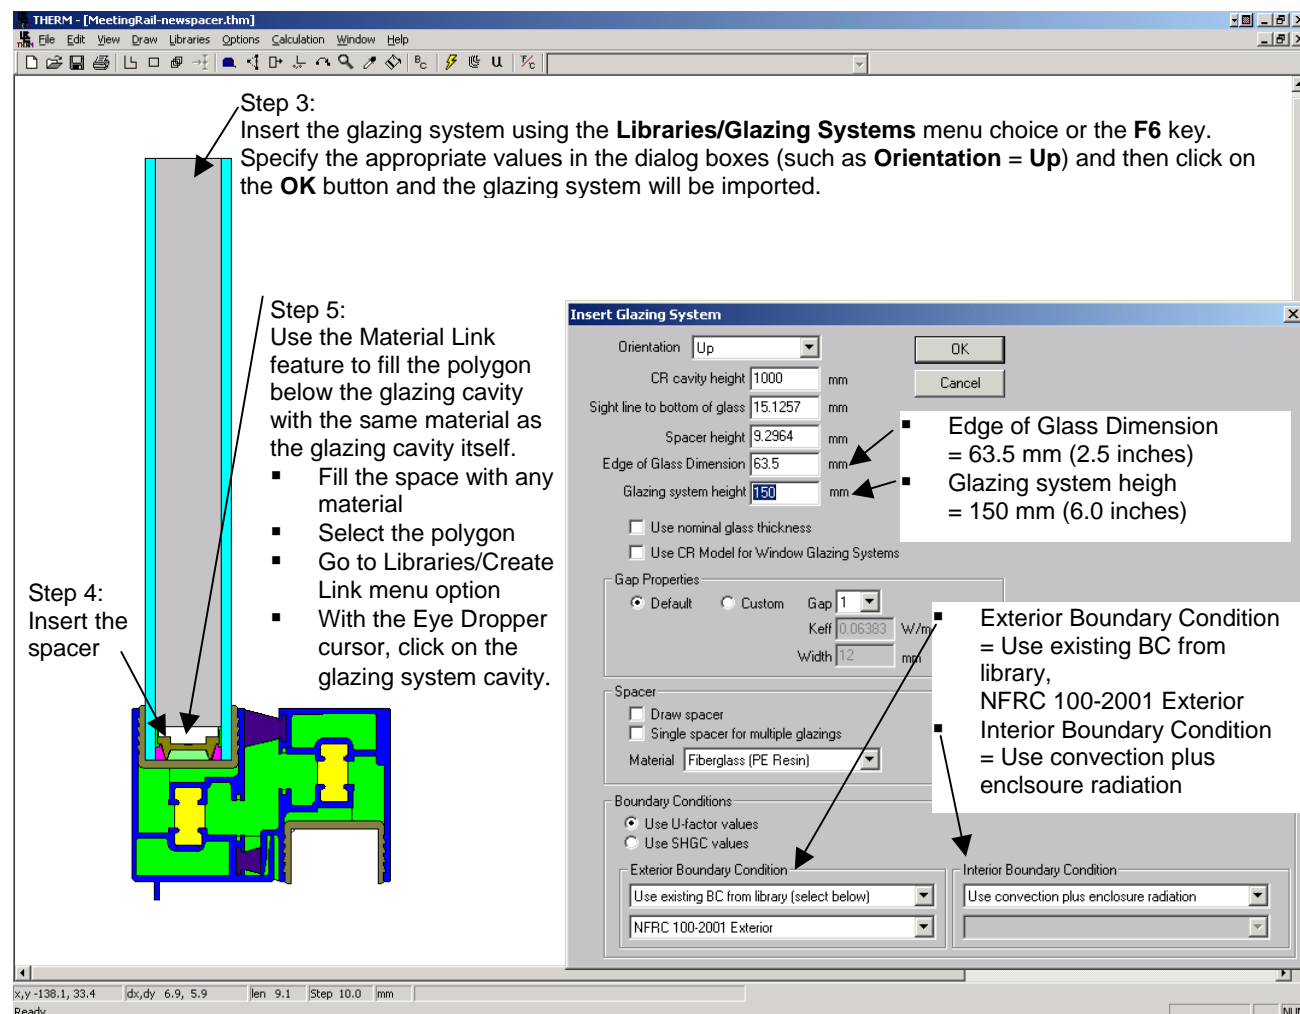 THERM - [MeetingRail-newspacer.thm]
File Edit View Draw Libraries Options Calculation Window Help
Step 3:
Insert the glazing system using the Libraries/Glazing Systems menu choice or the F6 key.
Specify the appropriate values in the dialog boxes (such as Orientation = Up) and then click on
the OK button and the glazing system will be imported.
Step 5:
Use the Material Link
feature to fill the polygon
below the glazing cavity
with the same material as
the glazing cavity itself.
▪ Fill the space with any
material
▪ Select the polygon
▪ Go to Libraries/Create
Link menu option
▪ With the Eye Dropper
cursor, click on the
glazing system cavity.
Step 4:
Insert the
spacer
Insert Glazing System
Orientation Up
OK
CR cavity height 1000 mm
Cancel
Sight line to bottom of glass 15.1257 mm
Spacer height 9.2964 mm
Edge of Glass Dimension 63.5 mm
Glazing system height 150 mm
▪ Edge of Glass Dimension
= 63.5 mm (2.5 inches)
▪ Glazing system heigh
= 150 mm (6.0 inches)
Use nominal glass thickness
Use CR Model for Window Glazing Systems
Gap Properties
Default Custom Gap 1
Keff 0.06383 W/m
Width 12 mm
▪ Exterior Boundary Condition
= Use existing BC from
library,
NFRC 100-2001 Exterior
▪ Interior Boundary Condition
= Use convection plus
enclsoure radiation
Spacer
Draw spacer
Single spacer for multiple glazings
Material Fiberglass (PE Resin)
Boundary Conditions
Use U-factor values
Use SHGC values
Exterior Boundary Condition
Use existing BC from library (select below)
NFRC 100-2001 Exterior
Interior Boundary Condition
Use convection plus enclosure radiation
x,y -138.1, 33.4 dx,dy 6.9, 5.9 len 9.1 Step 10.0 mm
Ready NUM